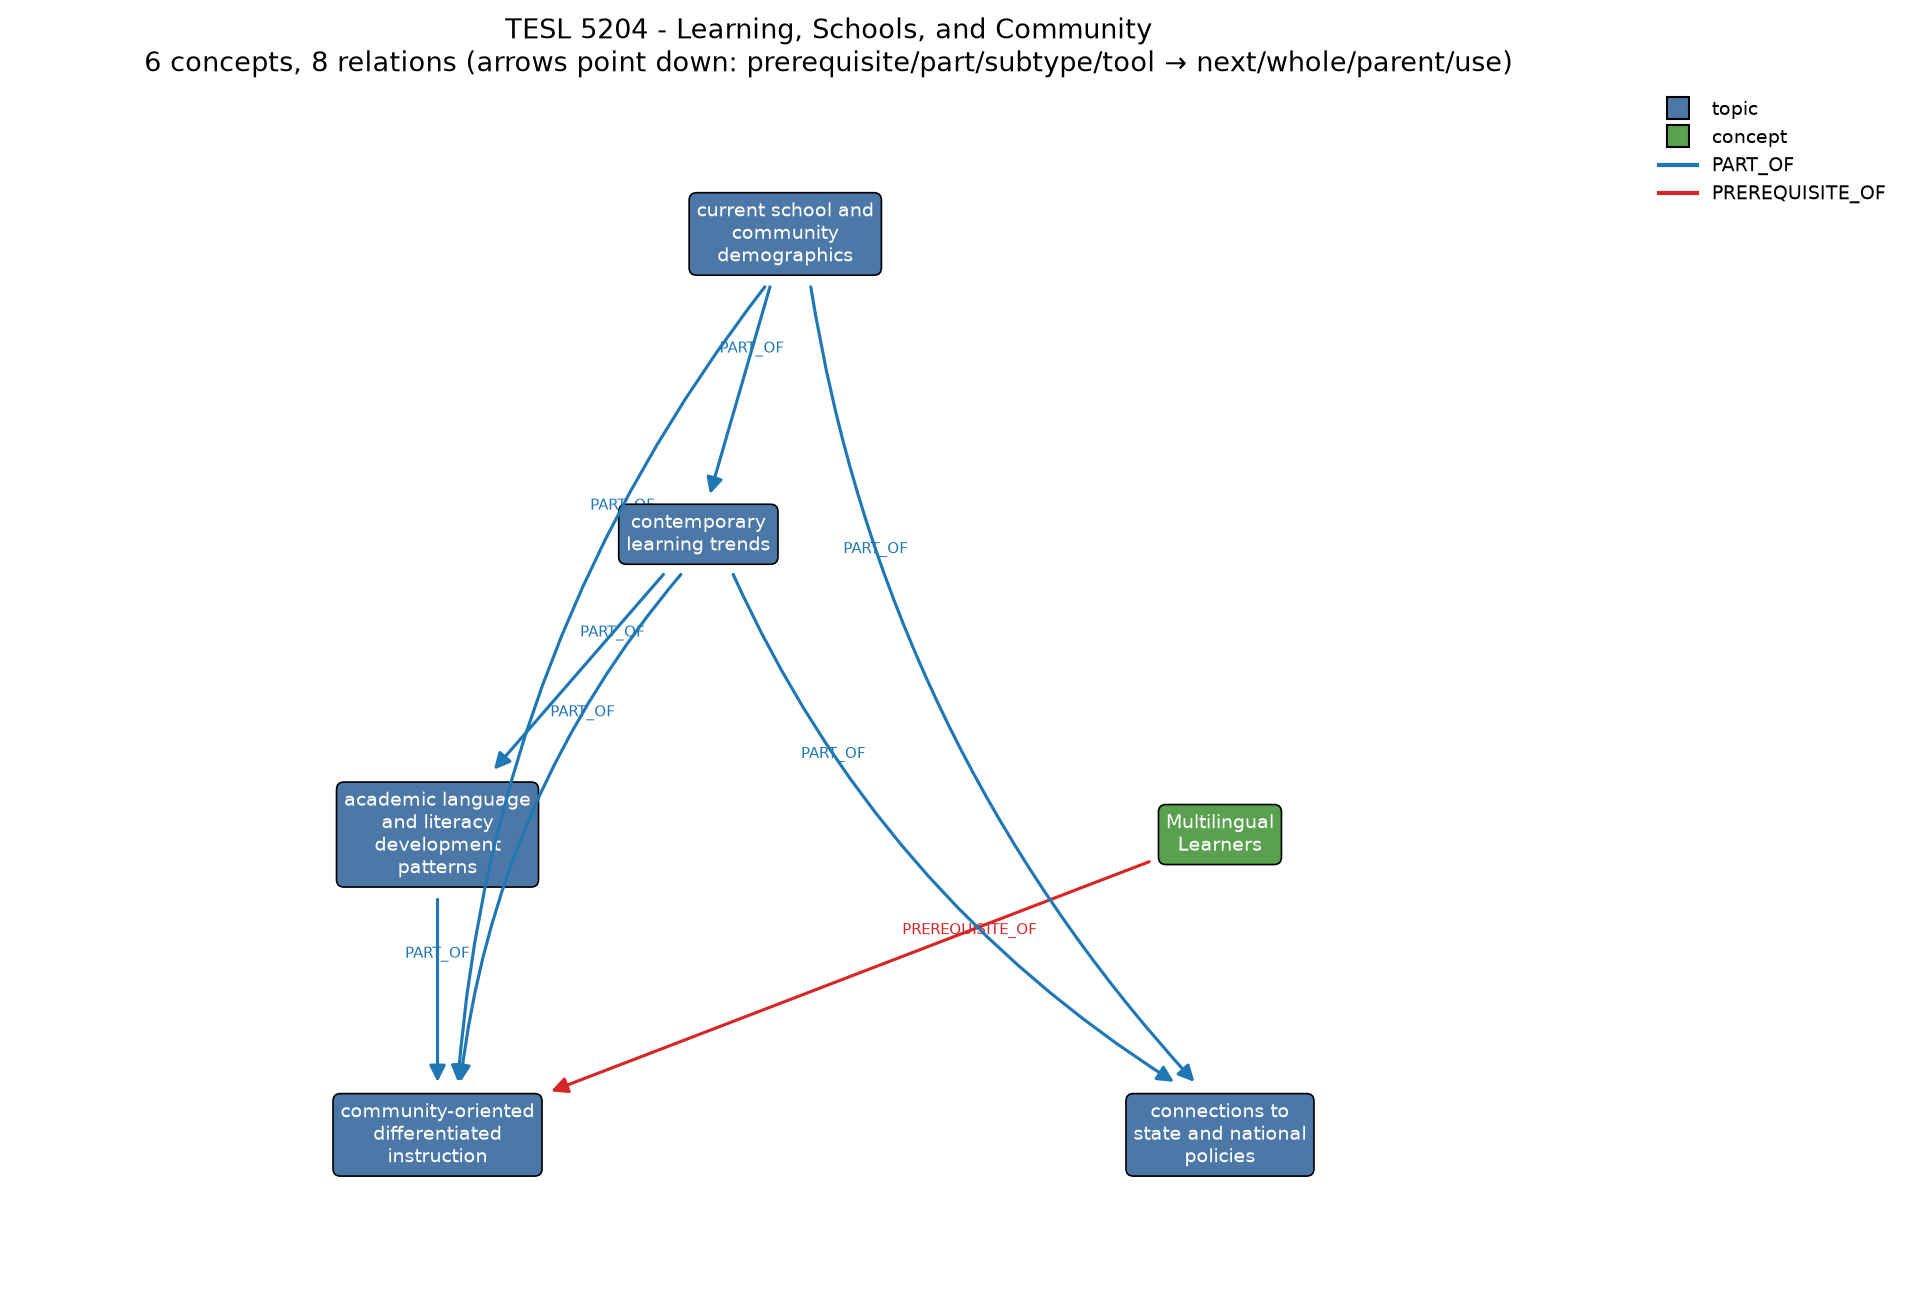 TESL 5204 - Learning, Schools, and Community
6 concepts, 8 relations (arrows point down: prerequisite/part/subtype/tool → next/whole/parent/use)
topic
concept
PART_OF
PREREQUISITE_OF
current school and
community
demographics
PART_OF
PART_OF
contemporary
learning trends
PART_OF
PART_OF
PART_OF
PART_OF
academic language
and literacy
development
patterns
Multilingual
Learners
PREREQUISITE_OF
PART_OF
community-oriented
differentiated
instruction
connections to
state and national
policies